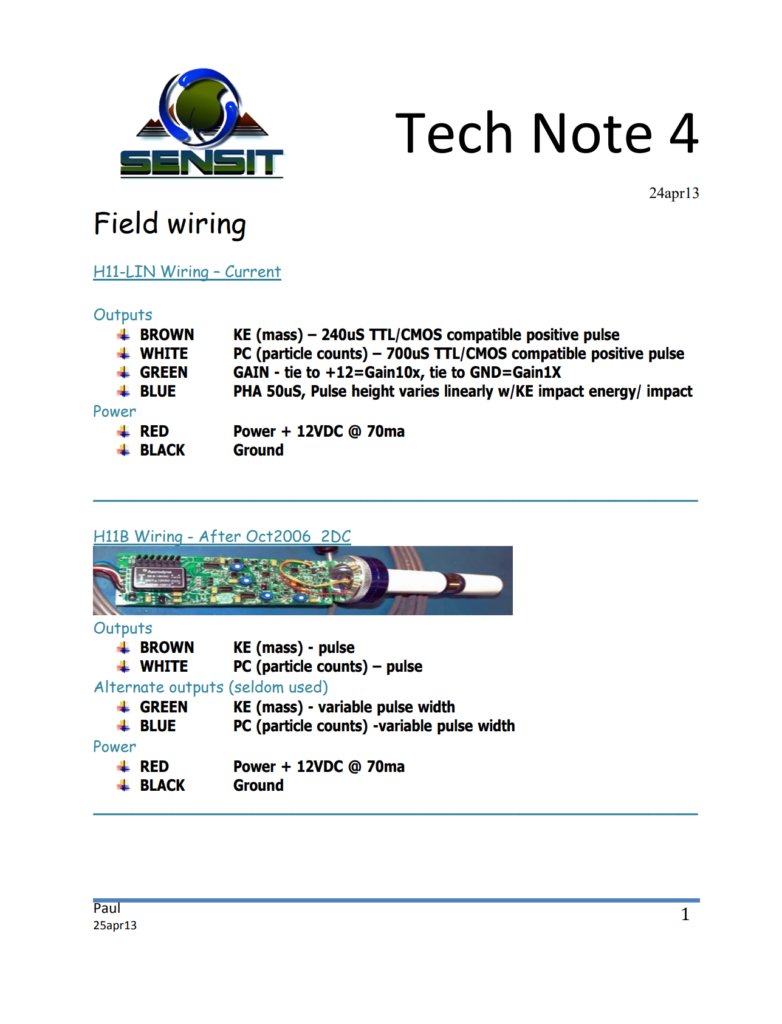 SENSIT
Tech Note 4
24apr13
Field wiring
H11-LIN Wiring – Current
Outputs
BROWN KE (mass) – 240uS TTL/CMOS compatible positive pulse
WHITE PC (particle counts) – 700uS TTL/CMOS compatible positive pulse
GREEN GAIN - tie to +12=Gain10x, tie to GND=Gain1X
BLUE PHA 50uS, Pulse height varies linearly w/KE impact energy/ impact
Power
RED Power + 12VDC @ 70ma
BLACK Ground
H11B Wiring - After Oct2006 2DC
Outputs
BROWN KE (mass) - pulse
WHITE PC (particle counts) – pulse
Alternate outputs (seldom used)
GREEN KE (mass) - variable pulse width
BLUE PC (particle counts) -variable pulse width
Power
RED Power + 12VDC @ 70ma
BLACK Ground
Paul
25apr13
1